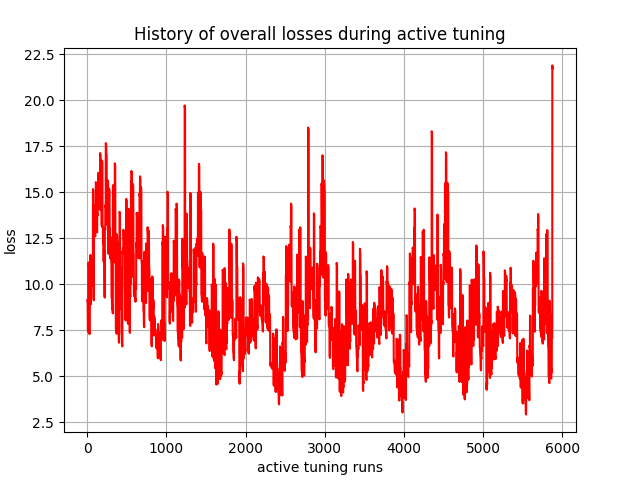 History of overall losses during active tuning
22.5
20.0
17.5
15.0
12.5
10.0
7.5
5.0
2.5
loss
0 1000 2000 3000 4000 5000 6000
active tuning runs